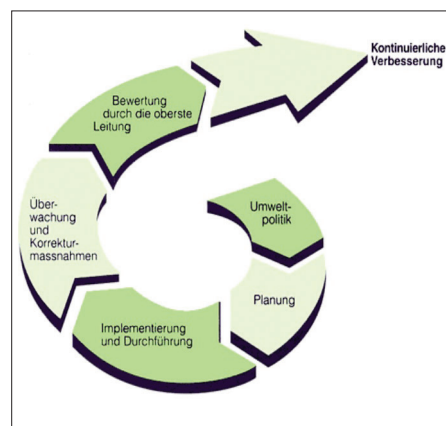 Kontinuierliche
Verbesserung
Bewertung
durch die oberste
Leitung
Über-
wachung
und
Korrektur-
massnahmen
Umwelt-
politik
Planung
Implementierung
und Durchführung